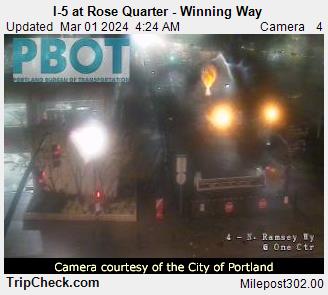 I-5 at Rose Quarter - Winning Way
Updated Mar 01 2024 4:24 AM Camera 4
PBOT
PORTLAND BUREAU OF TRANSPORTATION
4 - N. Ramsey Wy
@ One Ctr
Camera courtesy of the City of Portland
TripCheck.com Milepost302.00